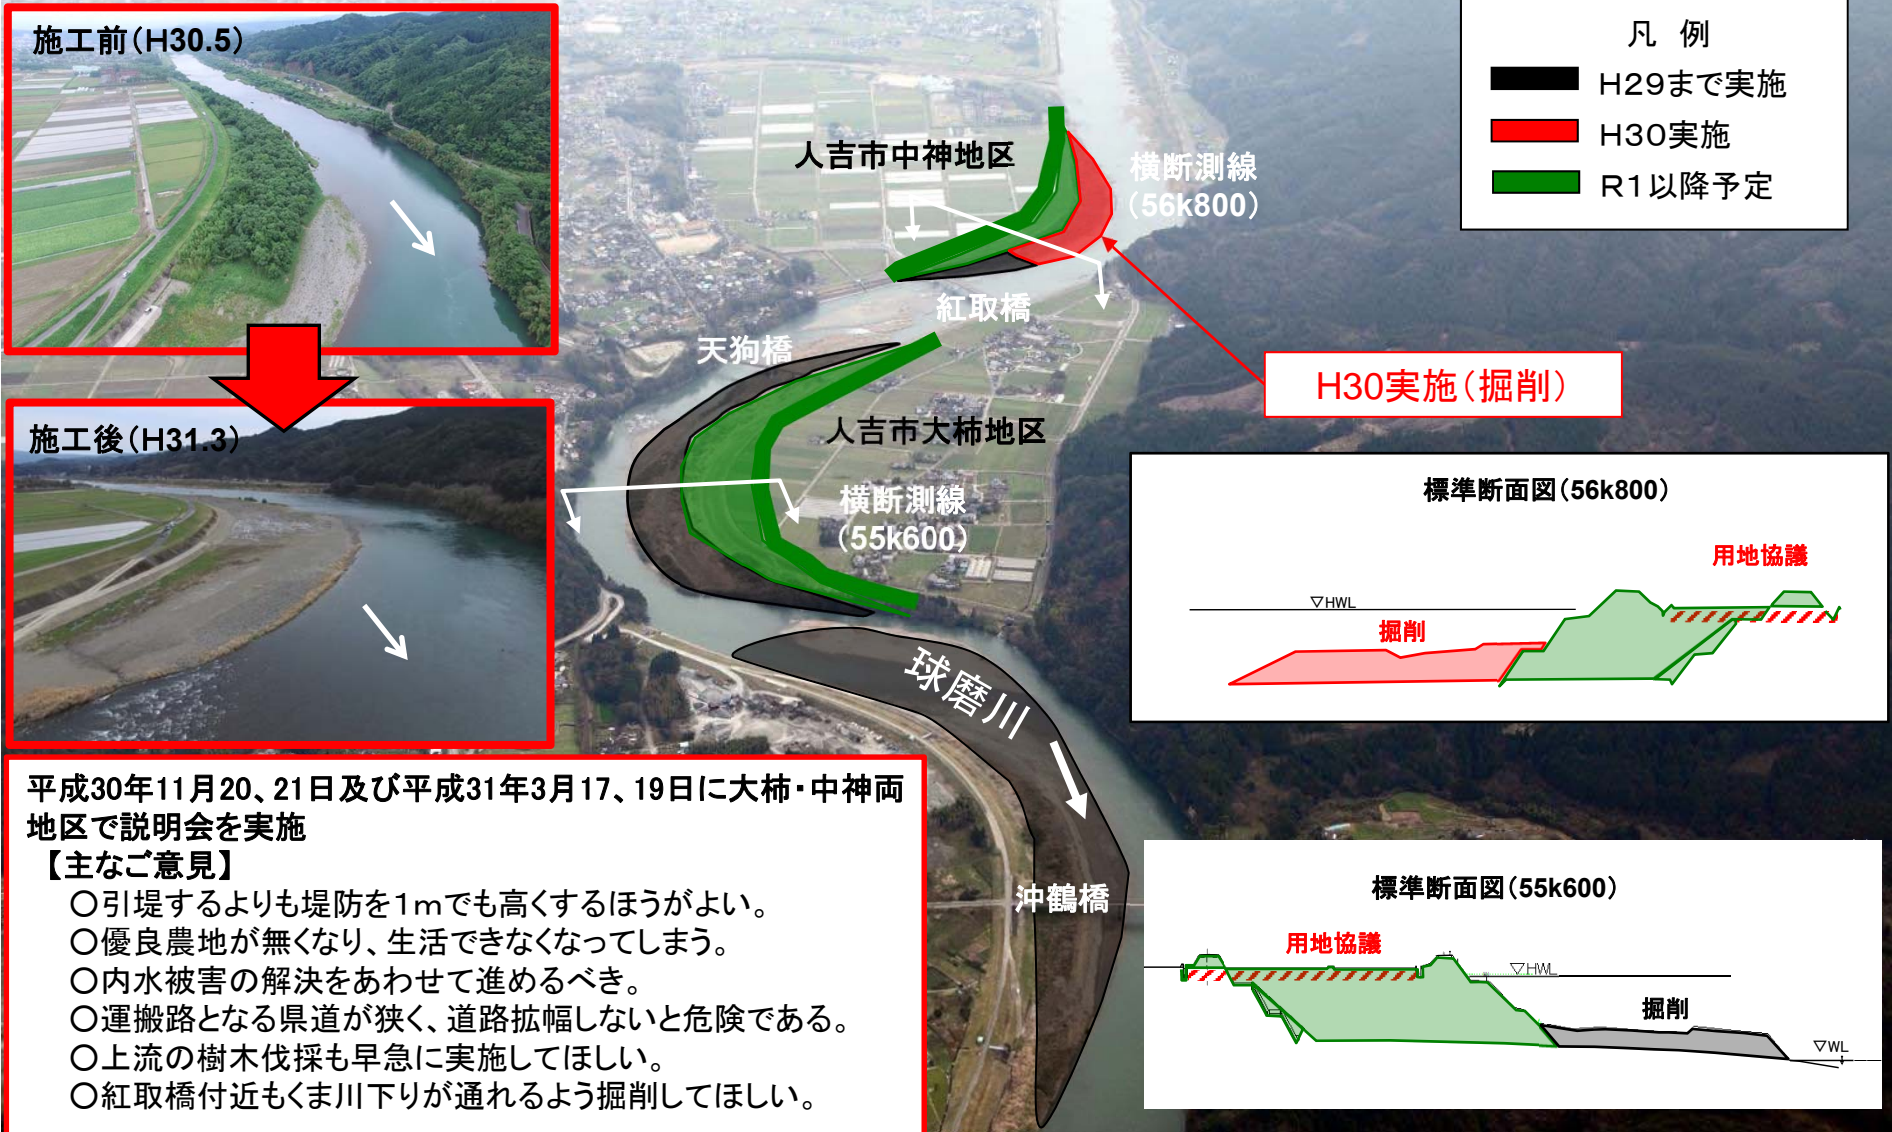 施工前(H30.5)
凡 例
H29まで実施
H30実施
R1以降予定
人吉市中神地区
横断測線
(56k800)
紅取橋
天狗橋
H30実施(掘削)
施工後(H31.3)
人吉市大柿地区
横断測線
(55k600)
標準断面図(56k800)
用地協議
▽HWL
掘削
球磨川
沖鶴橋
標準断面図(55k600)
用地協議
▽HWL
掘削
▽WL
平成30年11月20、21日及び平成31年3月17、19日に大柿・中神両
地区で説明会を実施
【主なご意見】
○引堤するよりも堤防を1mでも高くするほうがよい。
○優良農地が無くなり、生活できなくなってしまう。
○内水被害の解決をあわせて進めるべき。
○運搬路となる県道が狭く、道路拡幅しないと危険である。
○上流の樹木伐採も早急に実施してほしい。
○紅取橋付近もくま川下りが通れるよう掘削してほしい。